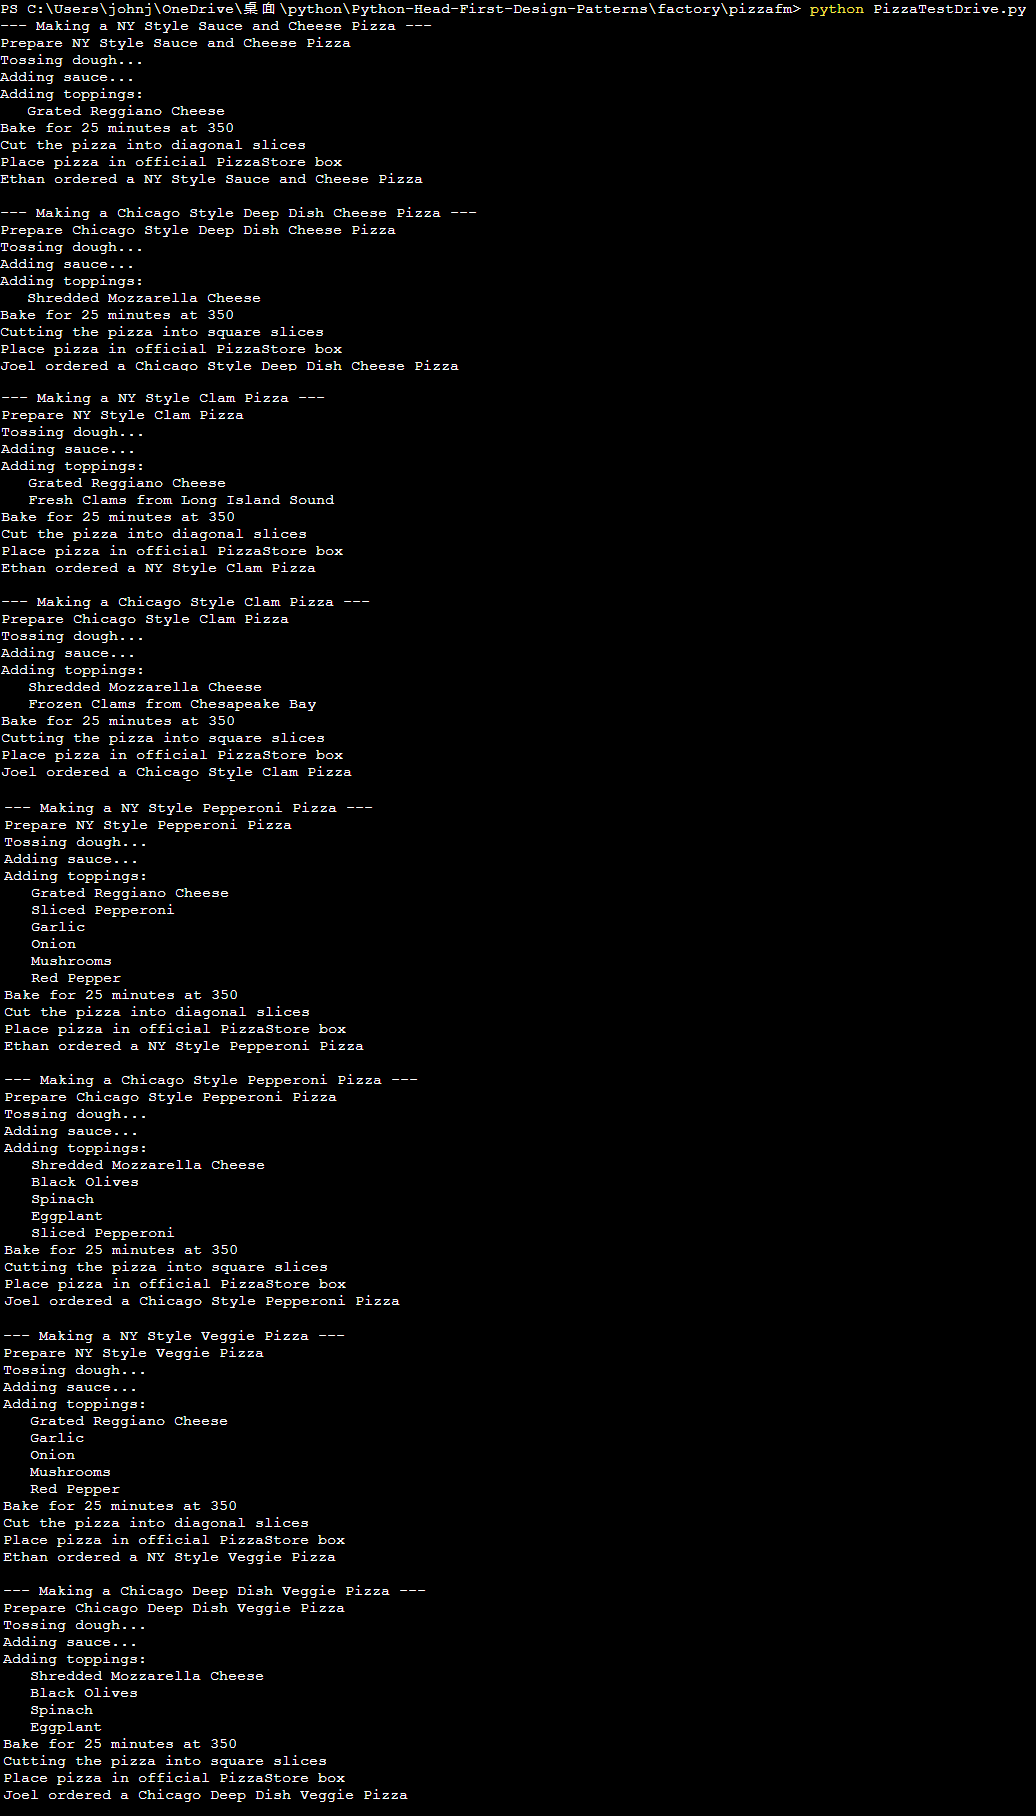 PS C:\Users\johnj\OneDrive\桌面\python\Python-Head-First-Design-Patterns\factory\pizzafm> python PizzaTestDrive.py
--- Making a NY Style Sauce and Cheese Pizza ---
Prepare NY Style Sauce and Cheese Pizza
Tossing dough...
Adding sauce...
Adding toppings:
   Grated Reggiano Cheese
Bake for 25 minutes at 350
Cut the pizza into diagonal slices
Place pizza in official PizzaStore box
Ethan ordered a NY Style Sauce and Cheese Pizza

--- Making a Chicago Style Deep Dish Cheese Pizza ---
Prepare Chicago Style Deep Dish Cheese Pizza
Tossing dough...
Adding sauce...
Adding toppings:
   Shredded Mozzarella Cheese
Bake for 25 minutes at 350
Cutting the pizza into square slices
Place pizza in official PizzaStore box
Joel ordered a Chicago Style Deep Dish Cheese Pizza

--- Making a NY Style Clam Pizza ---
Prepare NY Style Clam Pizza
Tossing dough...
Adding sauce...
Adding toppings:
   Grated Reggiano Cheese
   Fresh Clams from Long Island Sound
Bake for 25 minutes at 350
Cut the pizza into diagonal slices
Place pizza in official PizzaStore box
Ethan ordered a NY Style Clam Pizza

--- Making a Chicago Style Clam Pizza ---
Prepare Chicago Style Clam Pizza
Tossing dough...
Adding sauce...
Adding toppings:
   Shredded Mozzarella Cheese
   Frozen Clams from Chesapeake Bay
Bake for 25 minutes at 350
Cutting the pizza into square slices
Place pizza in official PizzaStore box
Joel ordered a Chicago Style Clam Pizza

--- Making a NY Style Pepperoni Pizza ---
Prepare NY Style Pepperoni Pizza
Tossing dough...
Adding sauce...
Adding toppings:
   Grated Reggiano Cheese
   Sliced Pepperoni
   Garlic
   Onion
   Mushrooms
   Red Pepper
Bake for 25 minutes at 350
Cut the pizza into diagonal slices
Place pizza in official PizzaStore box
Ethan ordered a NY Style Pepperoni Pizza

--- Making a Chicago Style Pepperoni Pizza ---
Prepare Chicago Style Pepperoni Pizza
Tossing dough...
Adding sauce...
Adding toppings:
   Shredded Mozzarella Cheese
   Black Olives
   Spinach
   Eggplant
   Sliced Pepperoni
Bake for 25 minutes at 350
Cutting the pizza into square slices
Place pizza in official PizzaStore box
Joel ordered a Chicago Style Pepperoni Pizza

--- Making a NY Style Veggie Pizza ---
Prepare NY Style Veggie Pizza
Tossing dough...
Adding sauce...
Adding toppings:
   Grated Reggiano Cheese
   Garlic
   Onion
   Mushrooms
   Red Pepper
Bake for 25 minutes at 350
Cut the pizza into diagonal slices
Place pizza in official PizzaStore box
Ethan ordered a NY Style Veggie Pizza

--- Making a Chicago Deep Dish Veggie Pizza ---
Prepare Chicago Deep Dish Veggie Pizza
Tossing dough...
Adding sauce...
Adding toppings:
   Shredded Mozzarella Cheese
   Black Olives
   Spinach
   Eggplant
Bake for 25 minutes at 350
Cutting the pizza into square slices
Place pizza in official PizzaStore box
Joel ordered a Chicago Deep Dish Veggie Pizza